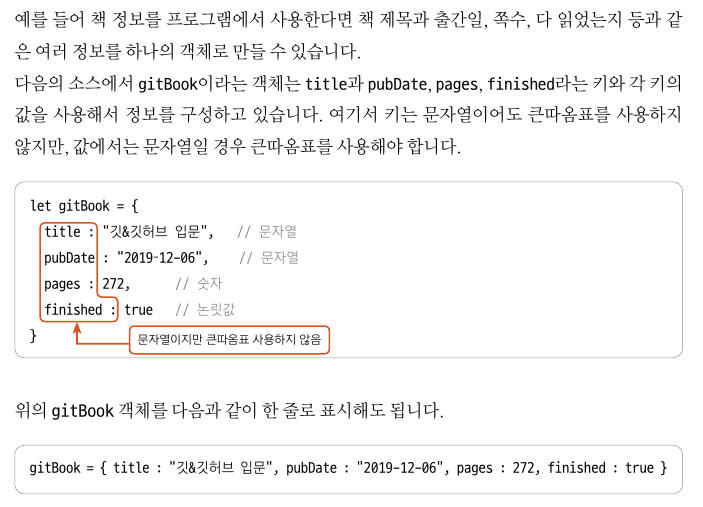 예를 들어 책 정보를 프로그램에서 사용한다면 책 제목과 출간일, 쪽수, 다 읽었는지 등과 같
은 여러 정보를 하나의 객체로 만들 수 있습니다.
다음의 소스에서 gitBook이라는 객체는 title과 pubDate, pages, finished라는 키와 각 키의
값을 사용해서 정보를 구성하고 있습니다. 여기서 키는 문자열이어도 큰따옴표를 사용하지
않지만, 값에서는 문자열일 경우 큰따옴표를 사용해야 합니다.
let gitBook = {
title : "깃&깃허브 입문", // 문자열
pubDate : "2019-12-06", // 문자열
pages : 272, // 숫자
finished : true // 논릿값
}
문자열이지만 큰따옴표 사용하지 않음
위의 gitBook 객체를 다음과 같이 한 줄로 표시해도 됩니다.
gitBook = { title : "깃&깃허브 입문", pubDate : "2019-12-06", pages : 272, finished : true }